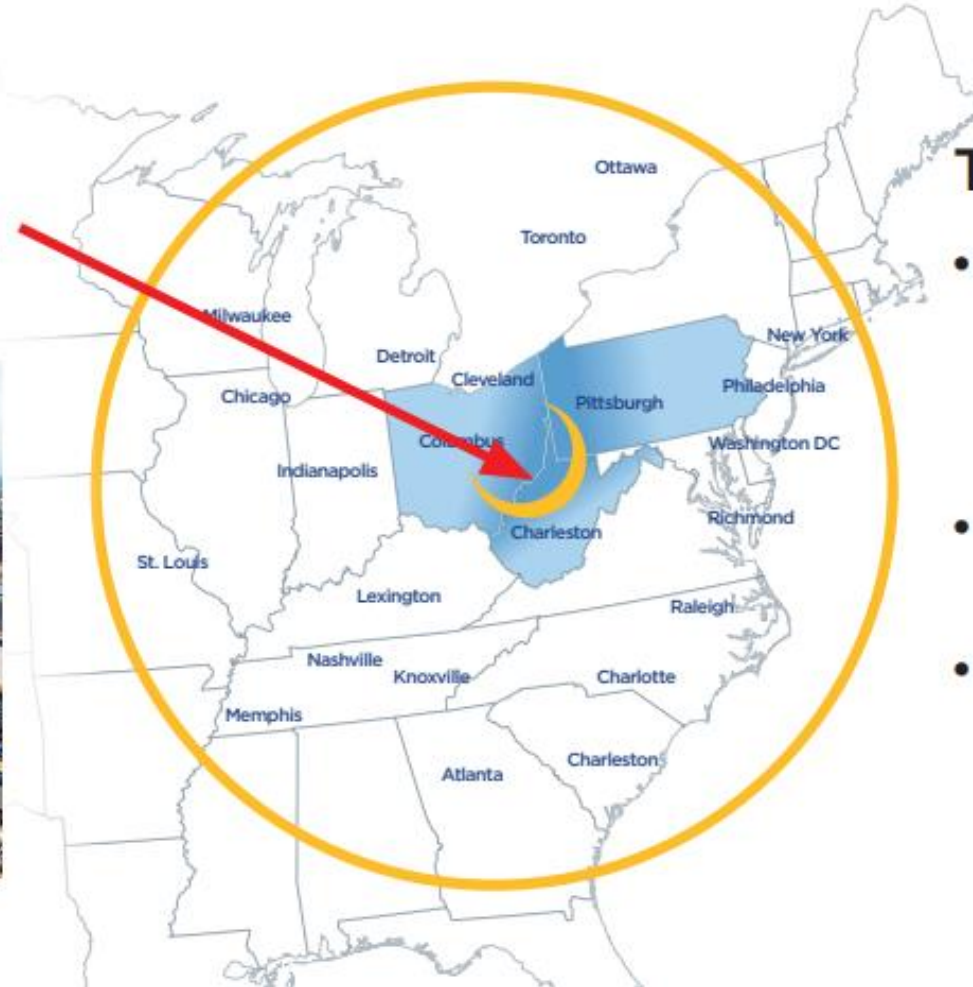 Ottawa
T
Toronto
Milwaukee
New York
Detroit
Cleveland
Philadelphia
Chicago
Pittsburgh
Columbus
Washington DC
Indianapolis
Richmond
Charleston
St. Louis
Lexington
Raleigh
Nashville
Knoxville
Charlotte
Memphis
Charleston
Atlanta